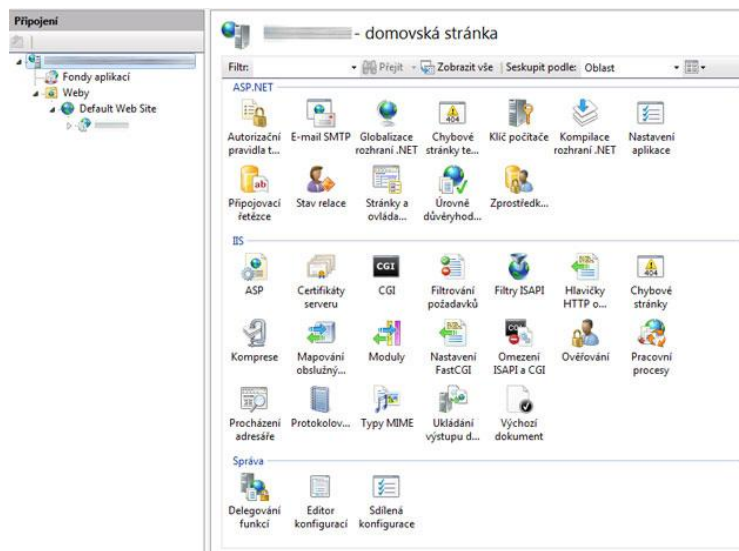 Připojení
- domovská stránka
Filtr: Přejít Zobrazit vše Seskupit podle: Oblast
Fondy aplikací
Weby
Default Web Site
ASP.NET
Autorizační pravidla t...
E-mail SMTP
Globalizace rozhraní .NET
Chybové stránky te...
Klíč počítače
Kompilace rozhraní .NET
Nastavení aplikace
Připojovací řetězce
Stav relace
Stránky a ovláda...
Úrovně důvěryhod...
Zprostředk...
IIS
ASP
Certifikáty serveru
CGI
CGI
Filtrování požadavků
Filtry ISAPI
Hlavičky HTTP o...
Chybové stránky
Komprese
Mapování obslužný...
Moduly
Nastavení FastCGI
Omezení ISAPI a CGI
Ověřování
Pracovní procesy
Procházení adresáře
Protokolov...
Typy MIME
Ukládání výstupu d...
Výchozí dokument
Správa
Delegování funkcí
Editor konfigurací
Sdílená konfigurace